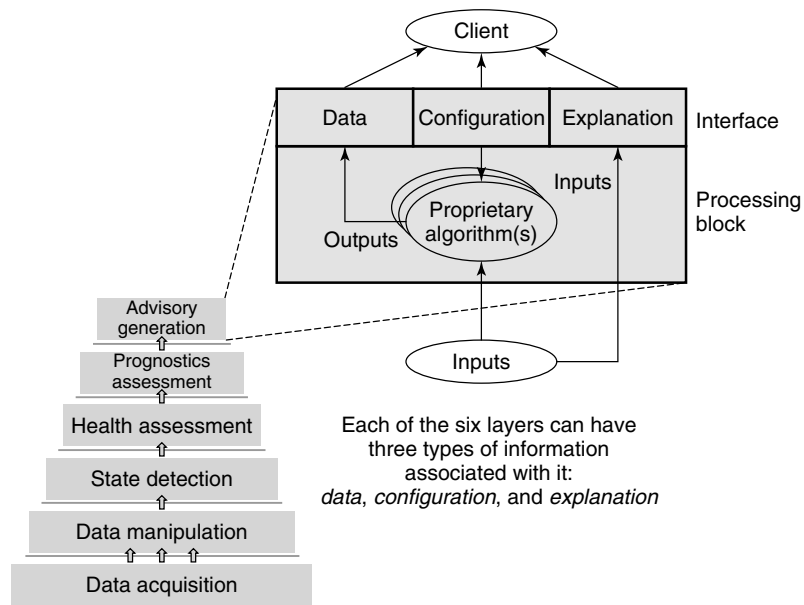 Client
Data
Configuration
Explanation
Interface
Inputs
Proprietary
algorithm(s)
Outputs
Processing
block
Advisory
generation
Prognostics
assessment
Inputs
Health assessment
State detection
Data manipulation
Data acquisition
Each of the six layers can have
three types of information
associated with it:
data, configuration, and explanation